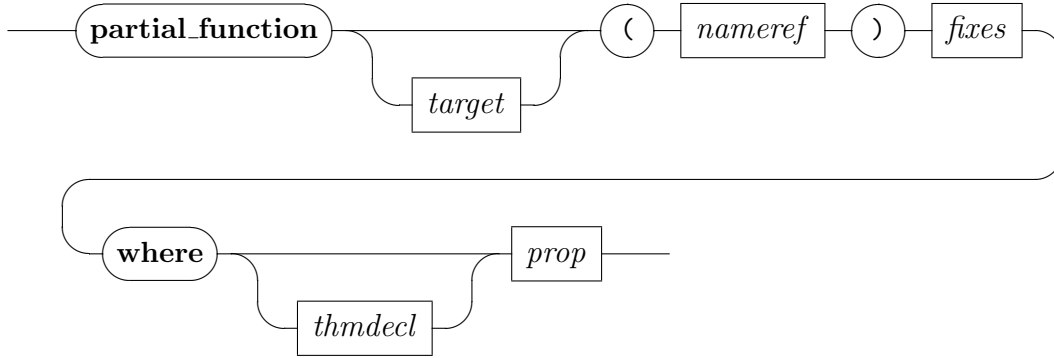 partial_function ( nameref ) fixes
target
where prop
thmdecl